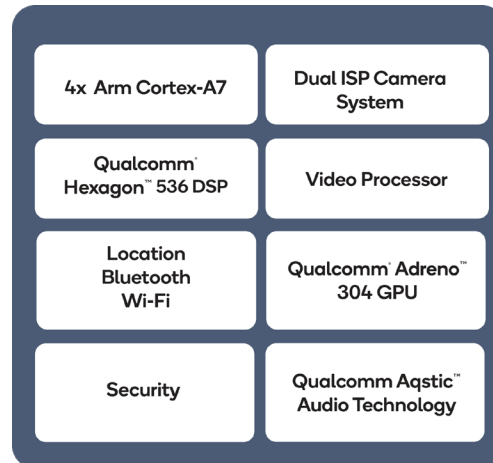 4x Arm Cortex-A7
Dual ISP Camera
System
Qualcomm®
Hexagon™ 536 DSP
Video Processor
Location
Bluetooth
Wi-Fi
Qualcomm® Adreno™
304 GPU
Security
Qualcomm Aqstic™
Audio Technology